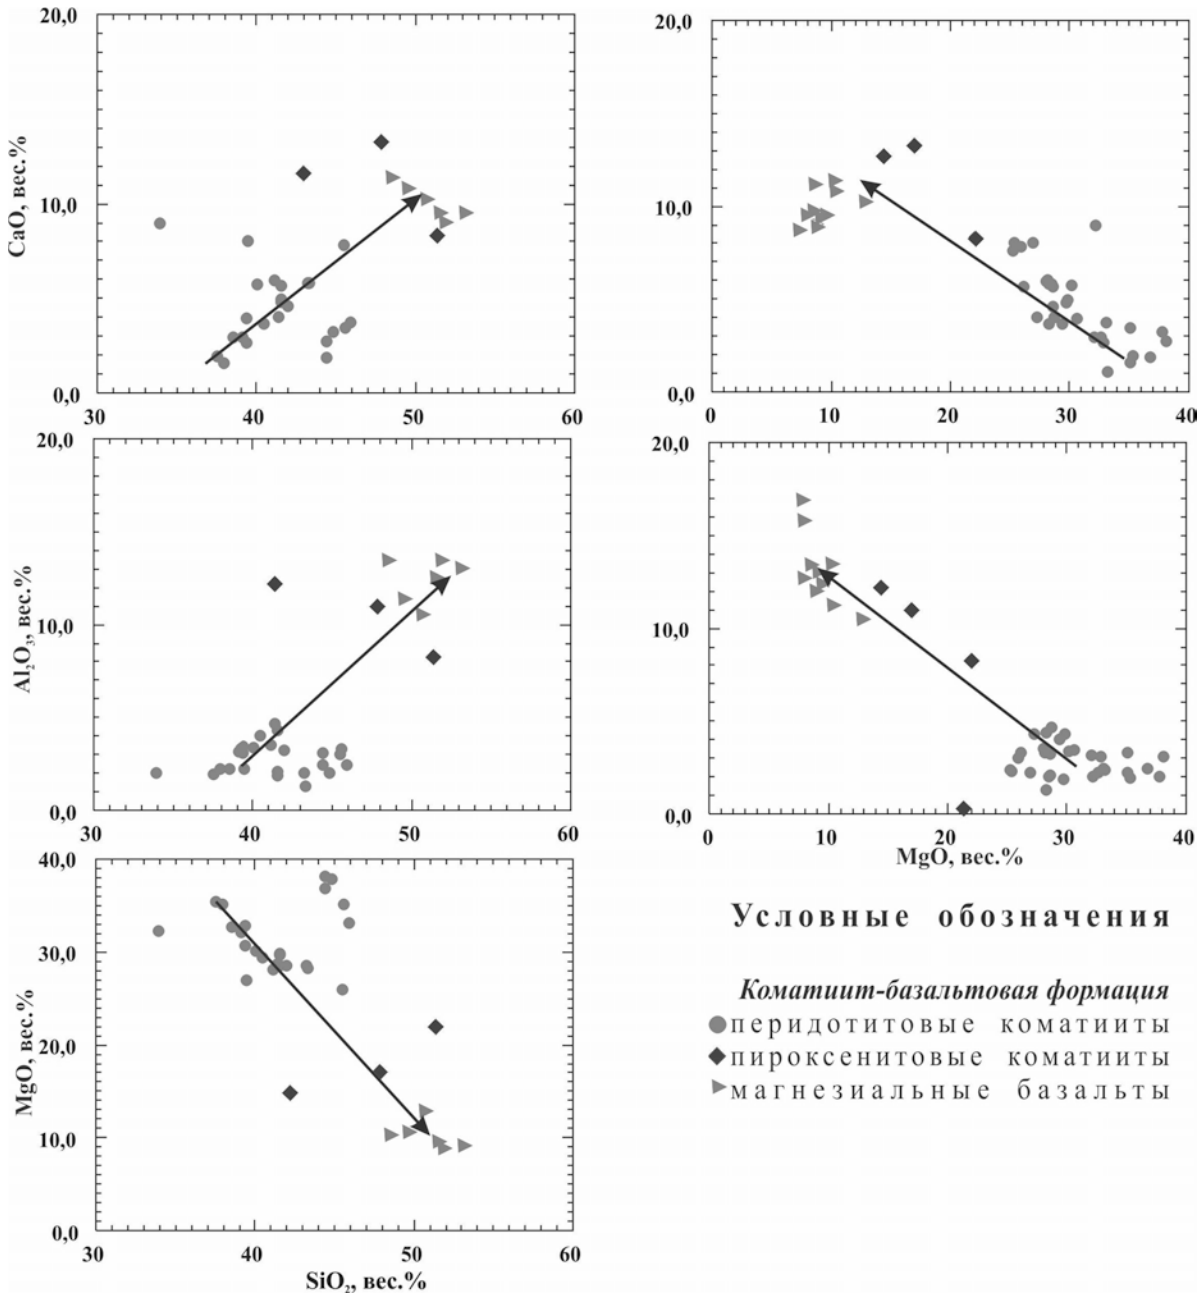 20,0
CaO, вес.%
10,0
0,0
30 40 50 60
20,0
10,0
0,0
0 10 20 30 40
20,0
Al₂O₃, вес.%
10,0
0,0
30 40 50 60
20,0
10,0
0,0
0 10 20 30 40
MgO, вес.%
40,0
30,0
MgO, вес.%
20,0
10,0
0,0
30 40 50 60
SiO₂, вес.%
Условные обозначения
Коматиит-базальтовая формация
перидотитовые коматииты
пироксенитовые коматииты
магнезиальные базальты